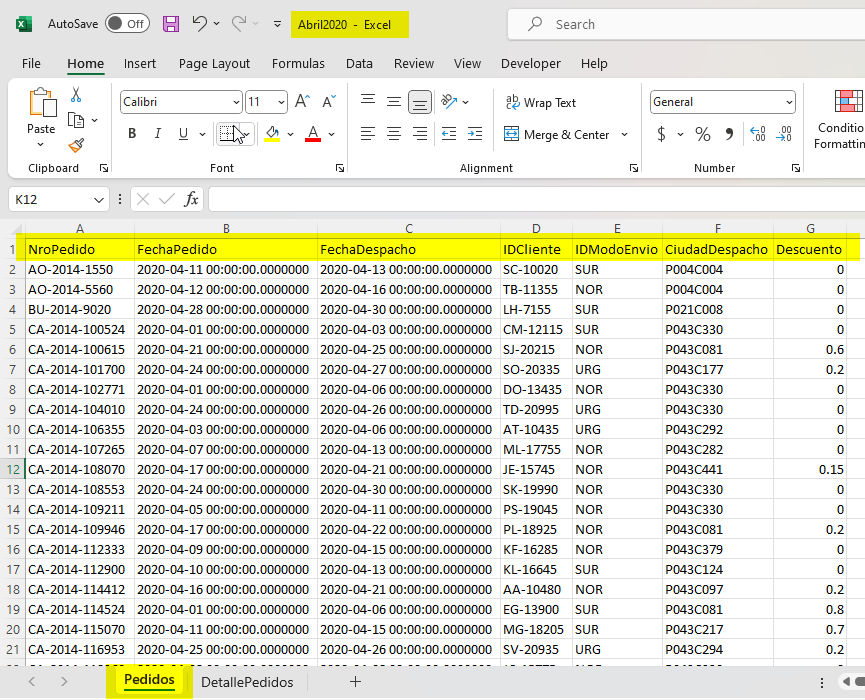 AutoSave Off Abril2020 - Excel Search
File Home Insert Page Layout Formulas Data Review View Developer Help
Calibri 11 A A ab Wrap Text General
Paste B I U A Merge & Center $ % 9 .00 .00 Conditio
Formattin
Clipboard Font Alignment Number
K12 fx
A B C D E F G
1 NroPedido FechaPedido FechaDespacho IDCliente IDModoEnvio CiudadDespacho Descuento
2 AO-2014-1550 2020-04-11 00:00:00.0000000 2020-04-13 00:00:00.0000000 SC-10020 SUR P004C004 0
3 AO-2014-5560 2020-04-12 00:00:00.0000000 2020-04-16 00:00:00.0000000 TB-11355 NOR P004C004 0
4 BU-2014-9020 2020-04-28 00:00:00.0000000 2020-04-30 00:00:00.0000000 LH-7155 SUR P021C008 0
5 CA-2014-100524 2020-04-01 00:00:00.0000000 2020-04-03 00:00:00.0000000 CM-12115 SUR P043C330 0
6 CA-2014-100615 2020-04-21 00:00:00.0000000 2020-04-25 00:00:00.0000000 SJ-20215 NOR P043C081 0.6
7 CA-2014-101700 2020-04-24 00:00:00.0000000 2020-04-27 00:00:00.0000000 SO-20335 URG P043C177 0.2
8 CA-2014-102771 2020-04-01 00:00:00.0000000 2020-04-06 00:00:00.0000000 DO-13435 NOR P043C330 0
9 CA-2014-104010 2020-04-24 00:00:00.0000000 2020-04-26 00:00:00.0000000 TD-20995 URG P043C330 0
10 CA-2014-106355 2020-04-03 00:00:00.0000000 2020-04-06 00:00:00.0000000 AT-10435 URG P043C292 0
11 CA-2014-107265 2020-04-07 00:00:00.0000000 2020-04-13 00:00:00.0000000 ML-17755 NOR P043C282 0
12 CA-2014-108070 2020-04-17 00:00:00.0000000 2020-04-21 00:00:00.0000000 JE-15745 NOR P043C441 0.15
13 CA-2014-108553 2020-04-24 00:00:00.0000000 2020-04-30 00:00:00.0000000 SK-19990 NOR P043C330 0
14 CA-2014-109211 2020-04-05 00:00:00.0000000 2020-04-11 00:00:00.0000000 PS-19045 NOR P043C330 0
15 CA-2014-109946 2020-04-17 00:00:00.0000000 2020-04-22 00:00:00.0000000 PL-18925 NOR P043C081 0.2
16 CA-2014-112333 2020-04-09 00:00:00.0000000 2020-04-15 00:00:00.0000000 KF-16285 NOR P043C379 0
17 CA-2014-112900 2020-04-10 00:00:00.0000000 2020-04-13 00:00:00.0000000 KL-16645 SUR P043C124 0
18 CA-2014-114412 2020-04-16 00:00:00.0000000 2020-04-21 00:00:00.0000000 AA-10480 NOR P043C097 0.2
19 CA-2014-114524 2020-04-01 00:00:00.0000000 2020-04-06 00:00:00.0000000 EG-13900 SUR P043C081 0.8
20 CA-2014-115070 2020-04-11 00:00:00.0000000 2020-04-15 00:00:00.0000000 MG-18205 SUR P043C217 0.7
21 CA-2014-116953 2020-04-25 00:00:00.0000000 2020-04-26 00:00:00.0000000 SV-20935 URG P043C294 0.2
Pedidos DetallePedidos